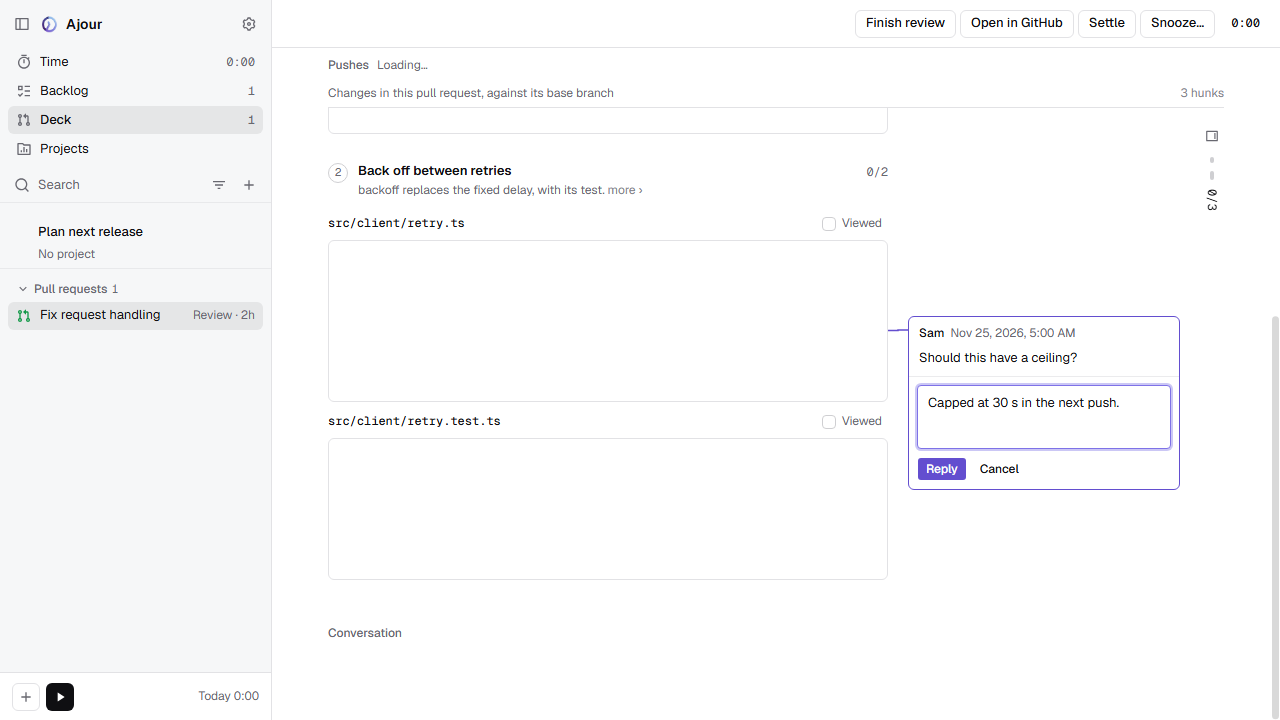 Ajour
Time 0:00
Backlog 1
Deck 1
Projects
Search
Plan next release
No project
Pull requests 1
Fix request handling Review · 2h
Today 0:00
Finish review
Open in GitHub
Settle
Snooze…
0:00
Pushes Loading…
Changes in this pull request, against its base branch
3 hunks
2 Back off between retries 0/2
backoff replaces the fixed delay, with its test. more ›
src/client/retry.ts Viewed
src/client/retry.test.ts Viewed
0/3
Sam Nov 25, 2026, 5:00 AM
Should this have a ceiling?
Capped at 30 s in the next push.
Reply Cancel
Conversation